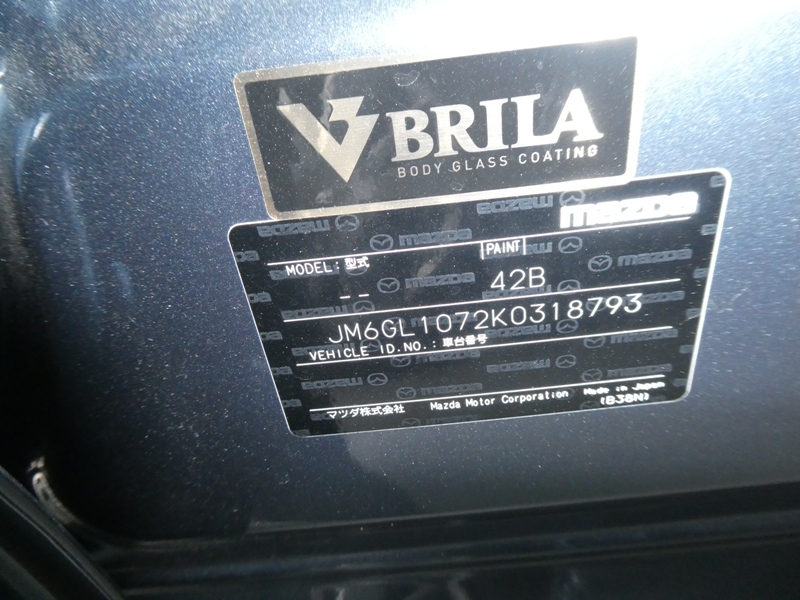 BRILA
BODY GLASS COATING
mazda
PAINT
MODEL: 型式
-- 42B
JM6GL1072K0318793
VEHICLE ID.NO.: 車台番号
マツダ株式会社 Mazda Motor Corporation Made in Japan
(B38N)